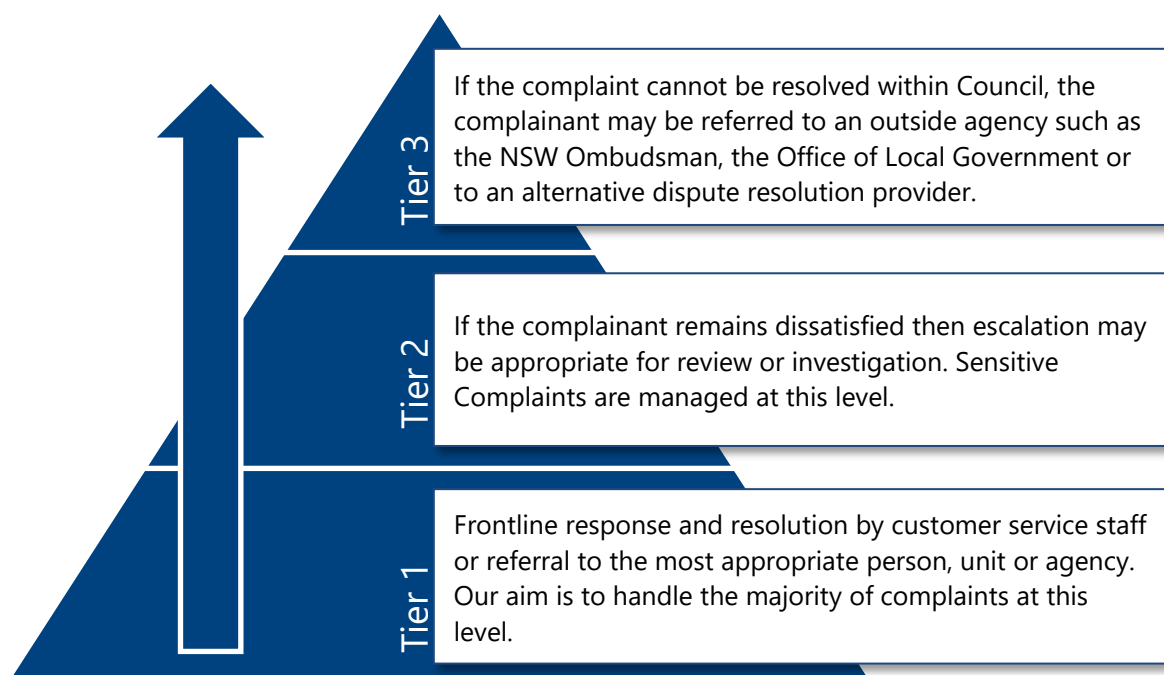 Tier 3
If the complaint cannot be resolved within Council, the
complainant may be referred to an outside agency such as
the NSW Ombudsman, the Office of Local Government or
to an alternative dispute resolution provider.
Tier 2
If the complainant remains dissatisfied then escalation may
be appropriate for review or investigation. Sensitive
Complaints are managed at this level.
Tier 1
Frontline response and resolution by customer service staff
or referral to the most appropriate person, unit or agency.
Our aim is to handle the majority of complaints at this
level.